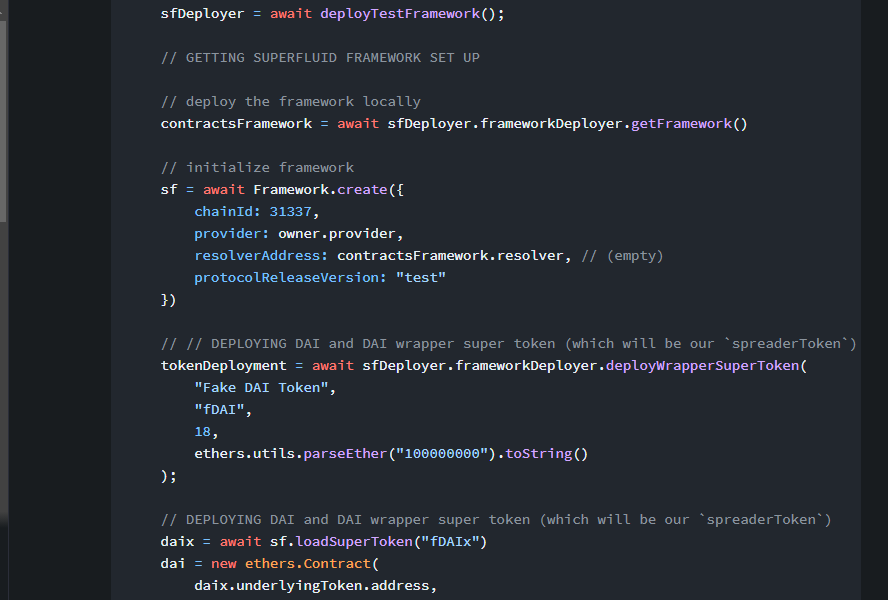 sfDeployer = await deployTestFramework();
// GETTING SUPERFLUID FRAMEWORK SET UP
// deploy the framework locally
contractsFramework = await sfDeployer.frameworkDeployer.getFramework()
// initialize framework
sf = await Framework.create({
chainId: 31337,
provider: owner.provider,
resolverAddress: contractsFramework.resolver, // (empty)
protocolReleaseVersion: "test"
})
// // DEPLOYING DAI and DAI wrapper super token (which will be our `spreaderToken`)
tokenDeployment = await sfDeployer.frameworkDeployer.deployWrapperSuperToken(
"Fake DAI Token",
"fDAI",
18,
ethers.utils.parseEther("100000000").toString()
);
// DEPLOYING DAI and DAI wrapper super token (which will be our `spreaderToken`)
daix = await sf.loadSuperToken("fDAIx")
dai = new ethers.Contract(
daix.underlyingToken.address,